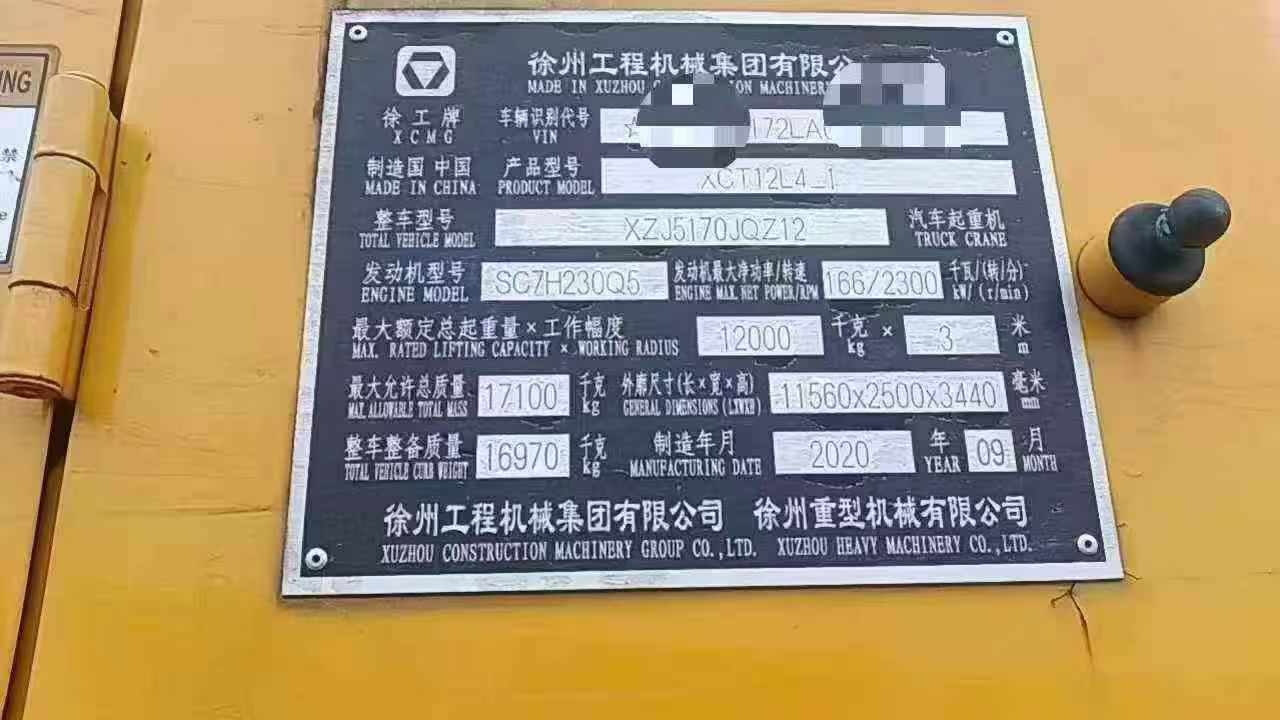 NING
禁
徐州工程机械集团有限公
MADE IN XUZHOU MACHINERY
徐工牌 车辆识别代号 172LA
XCMG VIN
制造国 中国 产品型号 XCT12L4_1
MADE IN CHINA PRODUCT MODEL
整车型号 XZJ5170JQZ12 汽车起重机
TOTAL VEHICLE MODEL TRUCK CRANE
发动机型号 SC7H230Q5 发动机最大净功率/转速 166/2300 千瓦/(转/分)
ENGINE MODEL ENGINE MAX. NET POWER/RPM kW/(r/min)
最大额定总起重量×工作幅度 12000 千克 × 3 米
MAX. RATED LIFTING CAPACITY × WORKING RADIUS kg m
最大允许总质量 17100 千克 外廓尺寸(长×宽×高) 11560x2500x3440 毫米
MAX. ALLOWABLE TOTAL MASS kg GENERAL DIMENSIONS (LXWXH) mm
整车整备质量 16970 千克 制造年月 2020 年 09 月
TOTAL VEHICLE CURB WEIGHT kg MANUFACTURING DATE YEAR MONTH
徐州工程机械集团有限公司 徐州重型机械有限公司
XUZHOU CONSTRUCTION MACHINERY GROUP CO.,LTD. XUZHOU HEAVY MACHINERY CO.,LTD.